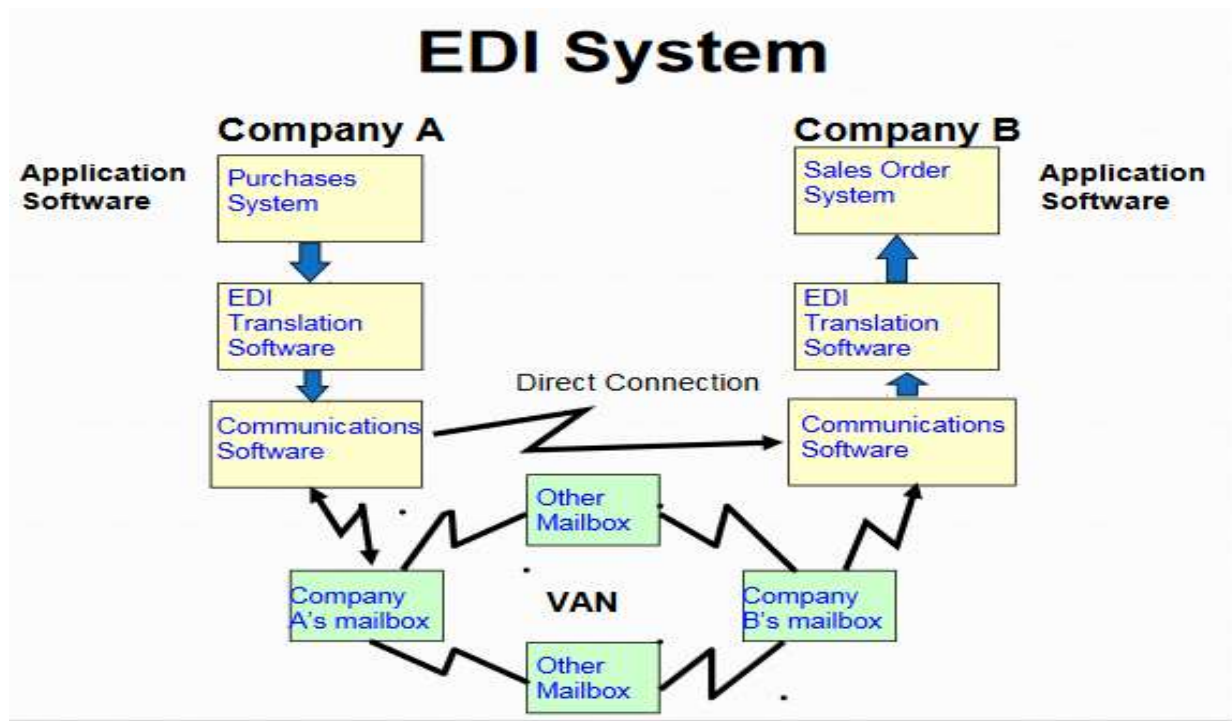 EDI System
Company A
Company B
Application
Software
Purchases
System
Sales Order
System
Application
Software
EDI
Translation
Software
EDI
Translation
Software
Direct Connection
Communications
Software
Communications
Software
Other
Mailbox
Company
A's mailbox
VAN
Company
B's mailbox
Other
Mailbox